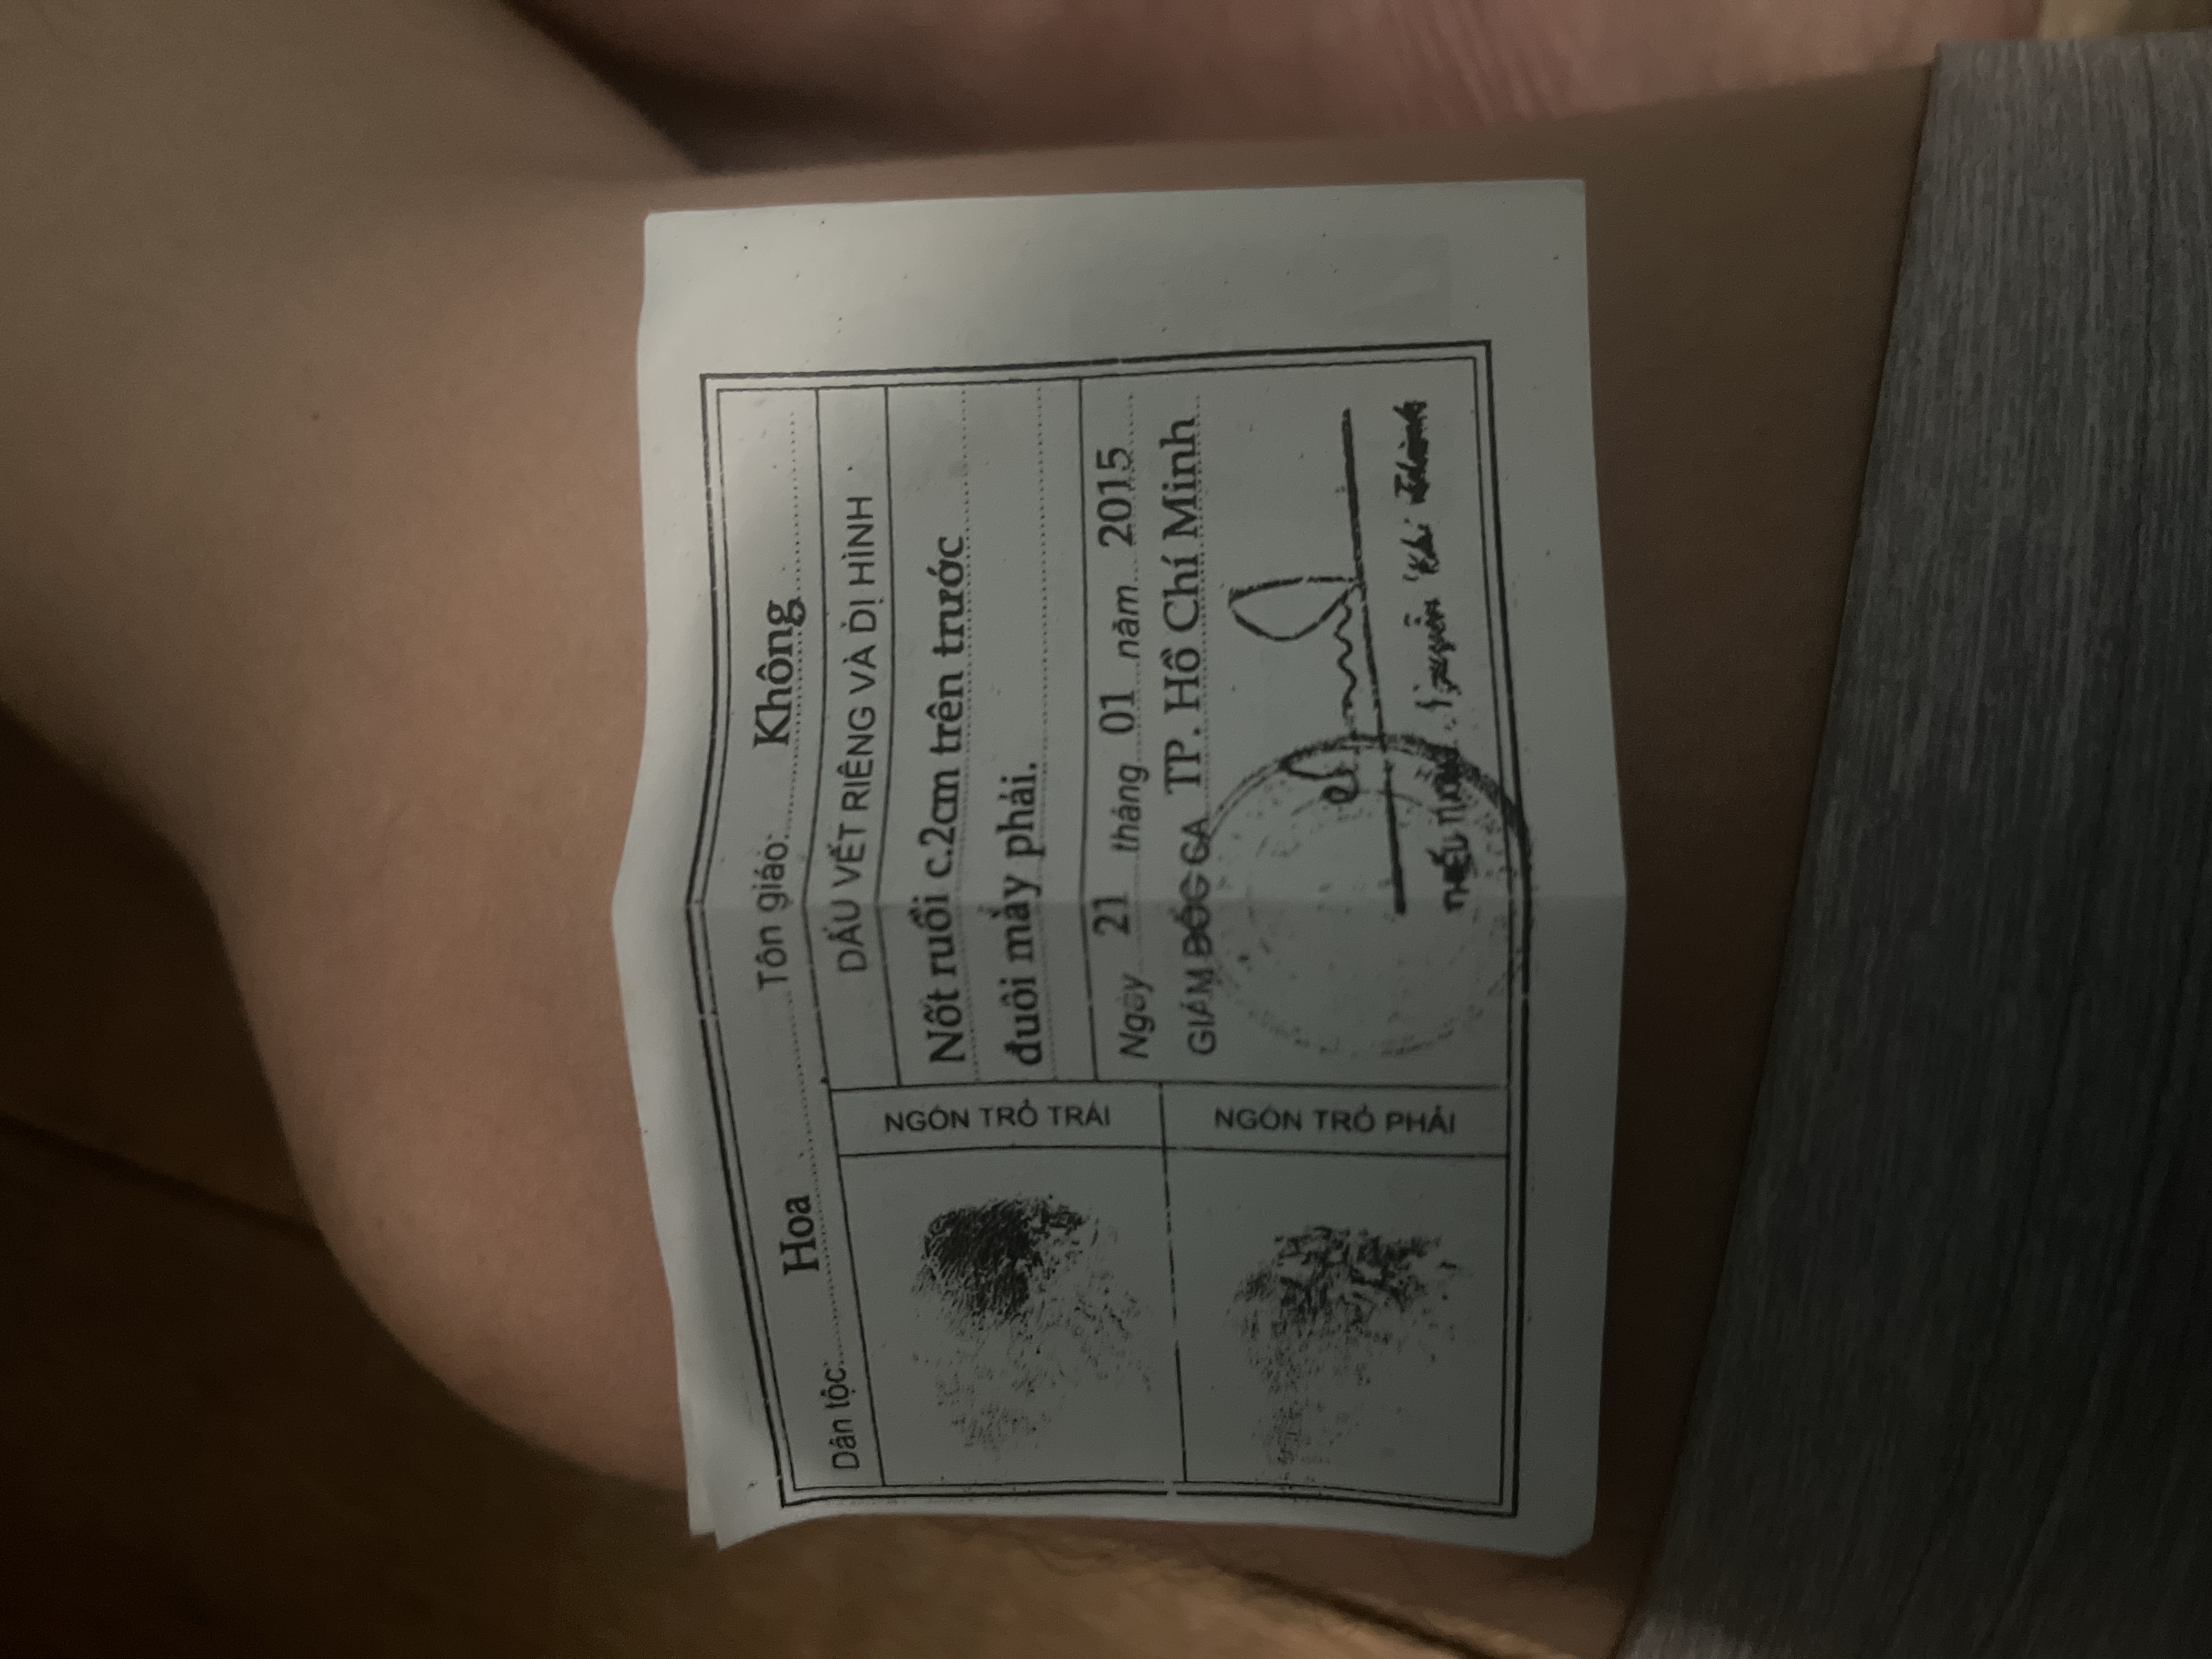 Dân tộc: Hoa Tôn giáo: Không
DẤU VẾT RIÊNG VÀ DỊ HÌNH
Nốt ruồi c.2cm trên trước
đuôi mày phải.
NGÓN TRỎ TRÁI
NGÓN TRỎ PHẢI
Ngày 21 tháng 01 năm 2015
GIÁM ĐỐC CA TP. Hồ Chí Minh
THIẾU TƯỚNG